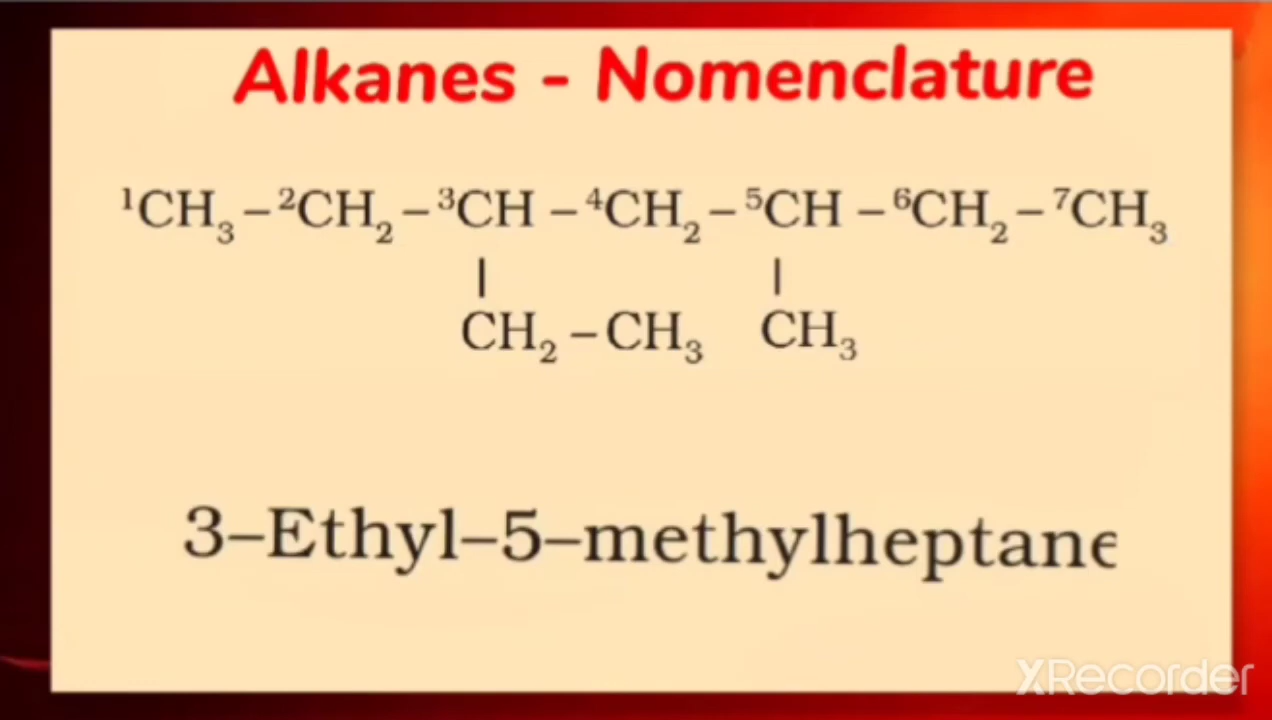 Alkanes - Nomenclature
¹CH₃ – ²CH₂ – ³CH – ⁴CH₂ – ⁵CH – ⁶CH₂ – ⁷CH₃
| |
CH₂ – CH₃ CH₃
3–Ethyl–5–methylheptane
XRecorder